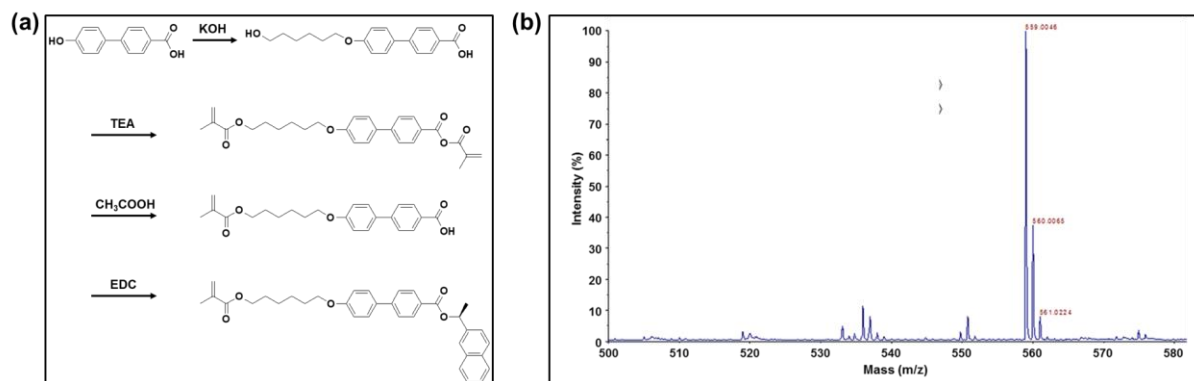 (a)
HO
O
OH
KOH
HO
O
O
OH
TEA
O
O
O
O
O
O
CH₃COOH
O
O
O
O
OH
EDC
O
O
O
O
O
(b)
Intensity (%)
100
90
80
70
60
50
40
30
20
10
0
559.0046
560.0065
561.0224
500
510
520
530
540
550
560
570
580
Mass (m/z)